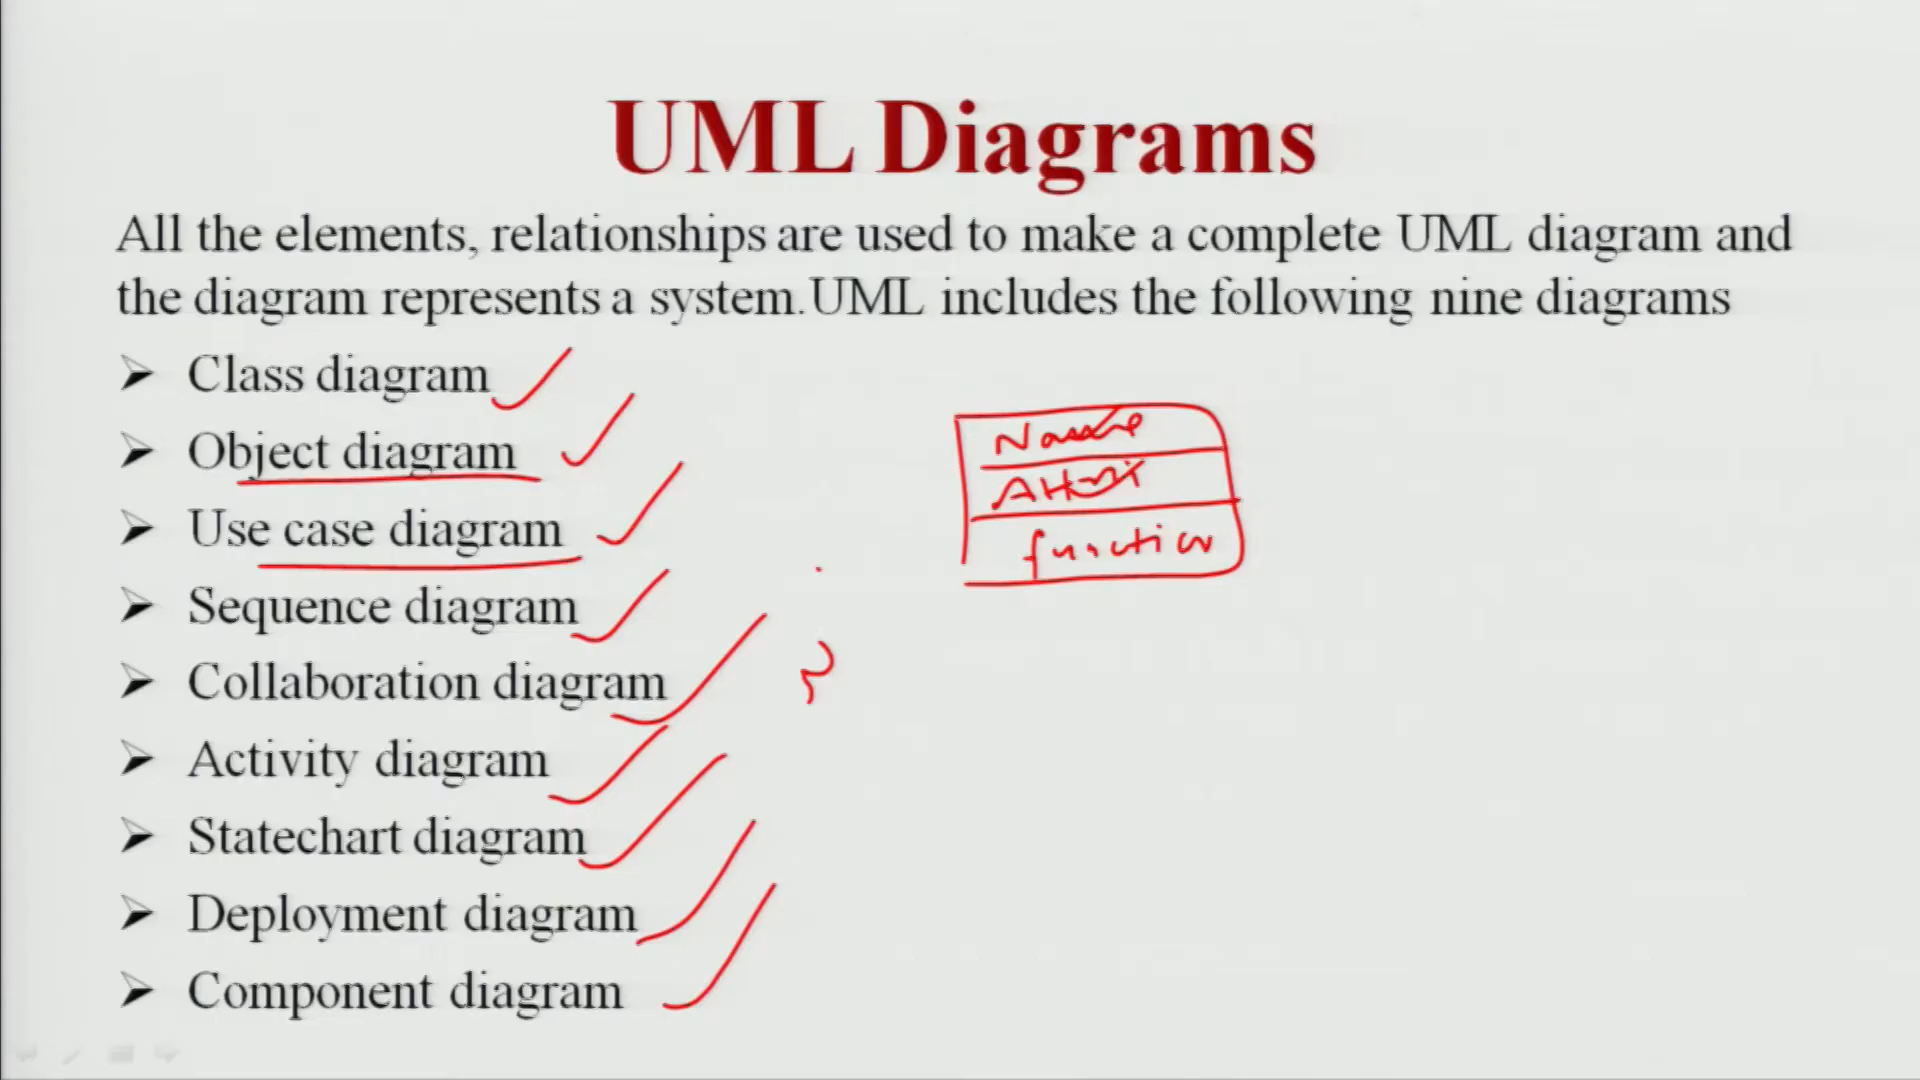 UML Diagrams
All the elements, relationships are used to make a complete UML diagram and
the diagram represents a system.UML includes the following nine diagrams
Class diagram
Object diagram
Use case diagram
Sequence diagram
Collaboration diagram
Activity diagram
Statechart diagram
Deployment diagram
Component diagram
Name
function